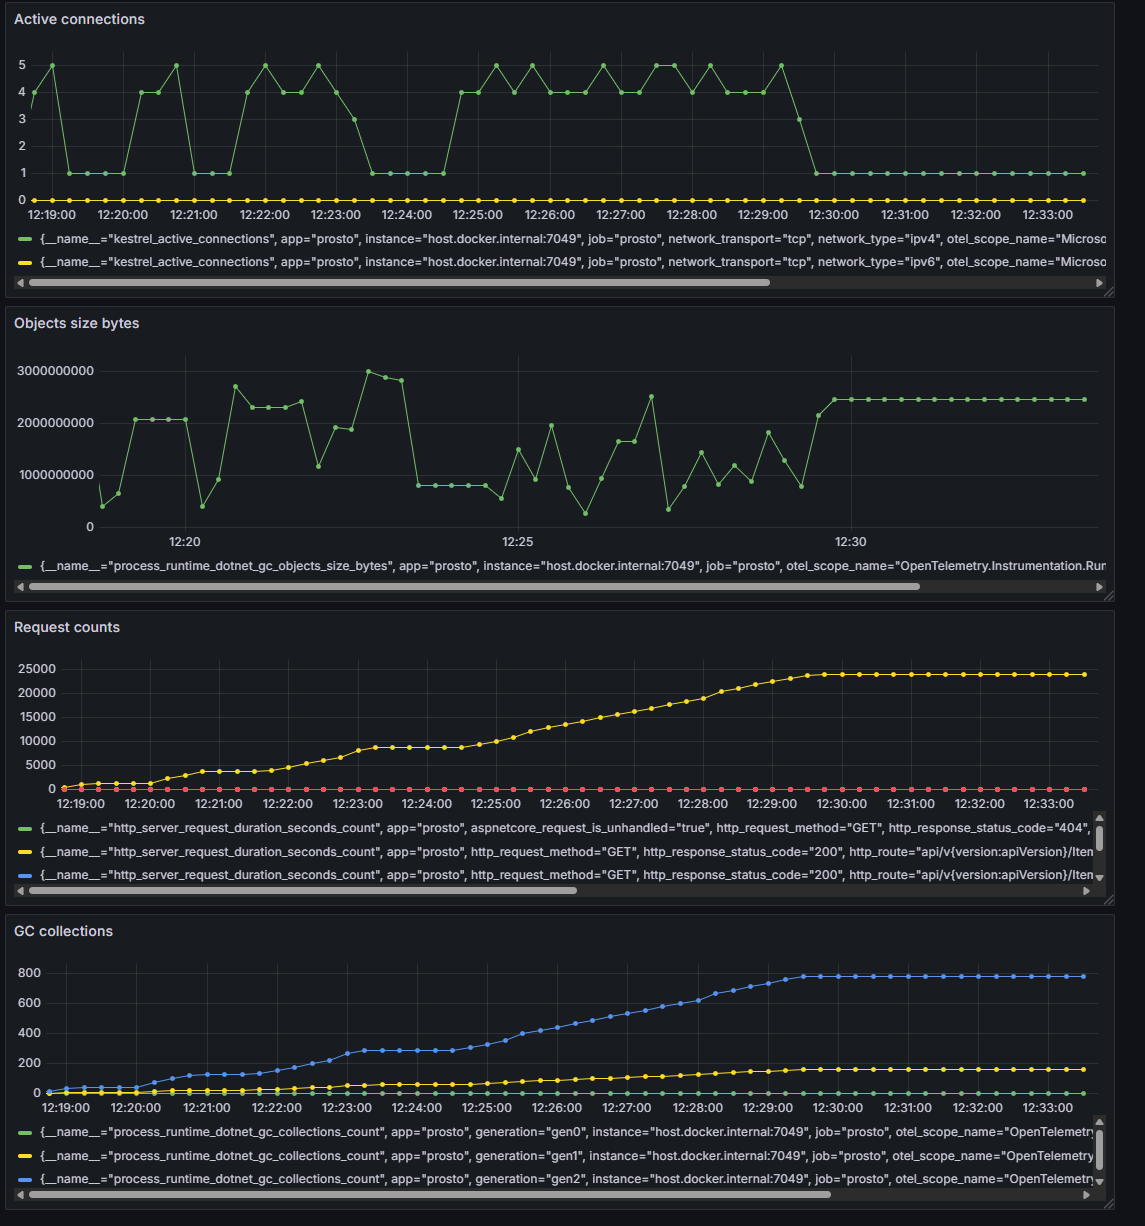 Active connections
5
4
3
2
1
0
12:19:00 12:20:00 12:21:00 12:22:00 12:23:00 12:24:00 12:25:00 12:26:00 12:27:00 12:28:00 12:29:00 12:30:00 12:31:00 12:32:00 12:33:00
{__name__="kestrel_active_connections", app="prosto", instance="host.docker.internal:7049", job="prosto", network_transport="tcp", network_type="ipv4", otel_scope_name="Microso
{__name__="kestrel_active_connections", app="prosto", instance="host.docker.internal:7049", job="prosto", network_transport="tcp", network_type="ipv6", otel_scope_name="Microso
Objects size bytes
3000000000
2000000000
1000000000
0
12:20 12:25 12:30
{__name__="process_runtime_dotnet_gc_objects_size_bytes", app="prosto", instance="host.docker.internal:7049", job="prosto", otel_scope_name="OpenTelemetry.Instrumentation.Run
Request counts
25000
20000
15000
10000
5000
0
12:19:00 12:20:00 12:21:00 12:22:00 12:23:00 12:24:00 12:25:00 12:26:00 12:27:00 12:28:00 12:29:00 12:30:00 12:31:00 12:32:00 12:33:00
{__name__="http_server_request_duration_seconds_count", app="prosto", aspnetcore_request_is_unhandled="true", http_request_method="GET", http_response_status_code="404",
{__name__="http_server_request_duration_seconds_count", app="prosto", http_request_method="GET", http_response_status_code="200", http_route="api/v{version:apiVersion}/Item
{__name__="http_server_request_duration_seconds_count", app="prosto", http_request_method="GET", http_response_status_code="200", http_route="api/v{version:apiVersion}/Item
GC collections
800
600
400
200
0
12:19:00 12:20:00 12:21:00 12:22:00 12:23:00 12:24:00 12:25:00 12:26:00 12:27:00 12:28:00 12:29:00 12:30:00 12:31:00 12:32:00 12:33:00
{__name__="process_runtime_dotnet_gc_collections_count", app="prosto", generation="gen0", instance="host.docker.internal:7049", job="prosto", otel_scope_name="OpenTelemetry
{__name__="process_runtime_dotnet_gc_collections_count", app="prosto", generation="gen1", instance="host.docker.internal:7049", job="prosto", otel_scope_name="OpenTelemetry
{__name__="process_runtime_dotnet_gc_collections_count", app="prosto", generation="gen2", instance="host.docker.internal:7049", job="prosto", otel_scope_name="OpenTelemetry